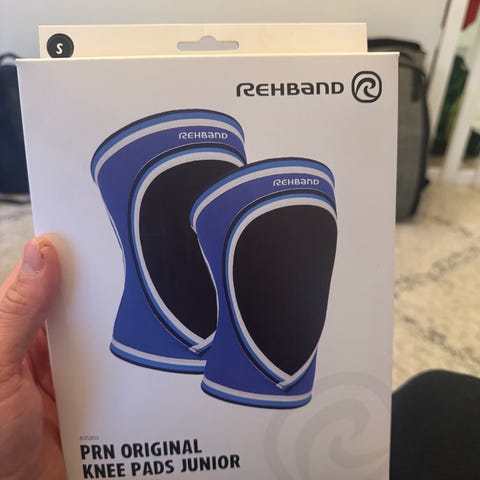 S
REHBAND
REHBAND
REHBAND
PRN ORIGINAL
KNEE PADS JUNIOR